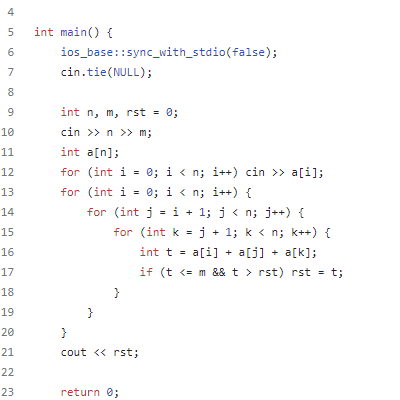 4
5 int main() {
6 ios_base::sync_with_stdio(false);
7 cin.tie(NULL);
8
9 int n, m, rst = 0;
10 cin >> n >> m;
11 int a[n];
12 for (int i = 0; i < n; i++) cin >> a[i];
13 for (int i = 0; i < n; i++) {
14 for (int j = i + 1; j < n; j++) {
15 for (int k = j + 1; k < n; k++) {
16 int t = a[i] + a[j] + a[k];
17 if (t <= m && t > rst) rst = t;
18 }
19 }
20 }
21 cout << rst;
22
23 return 0;